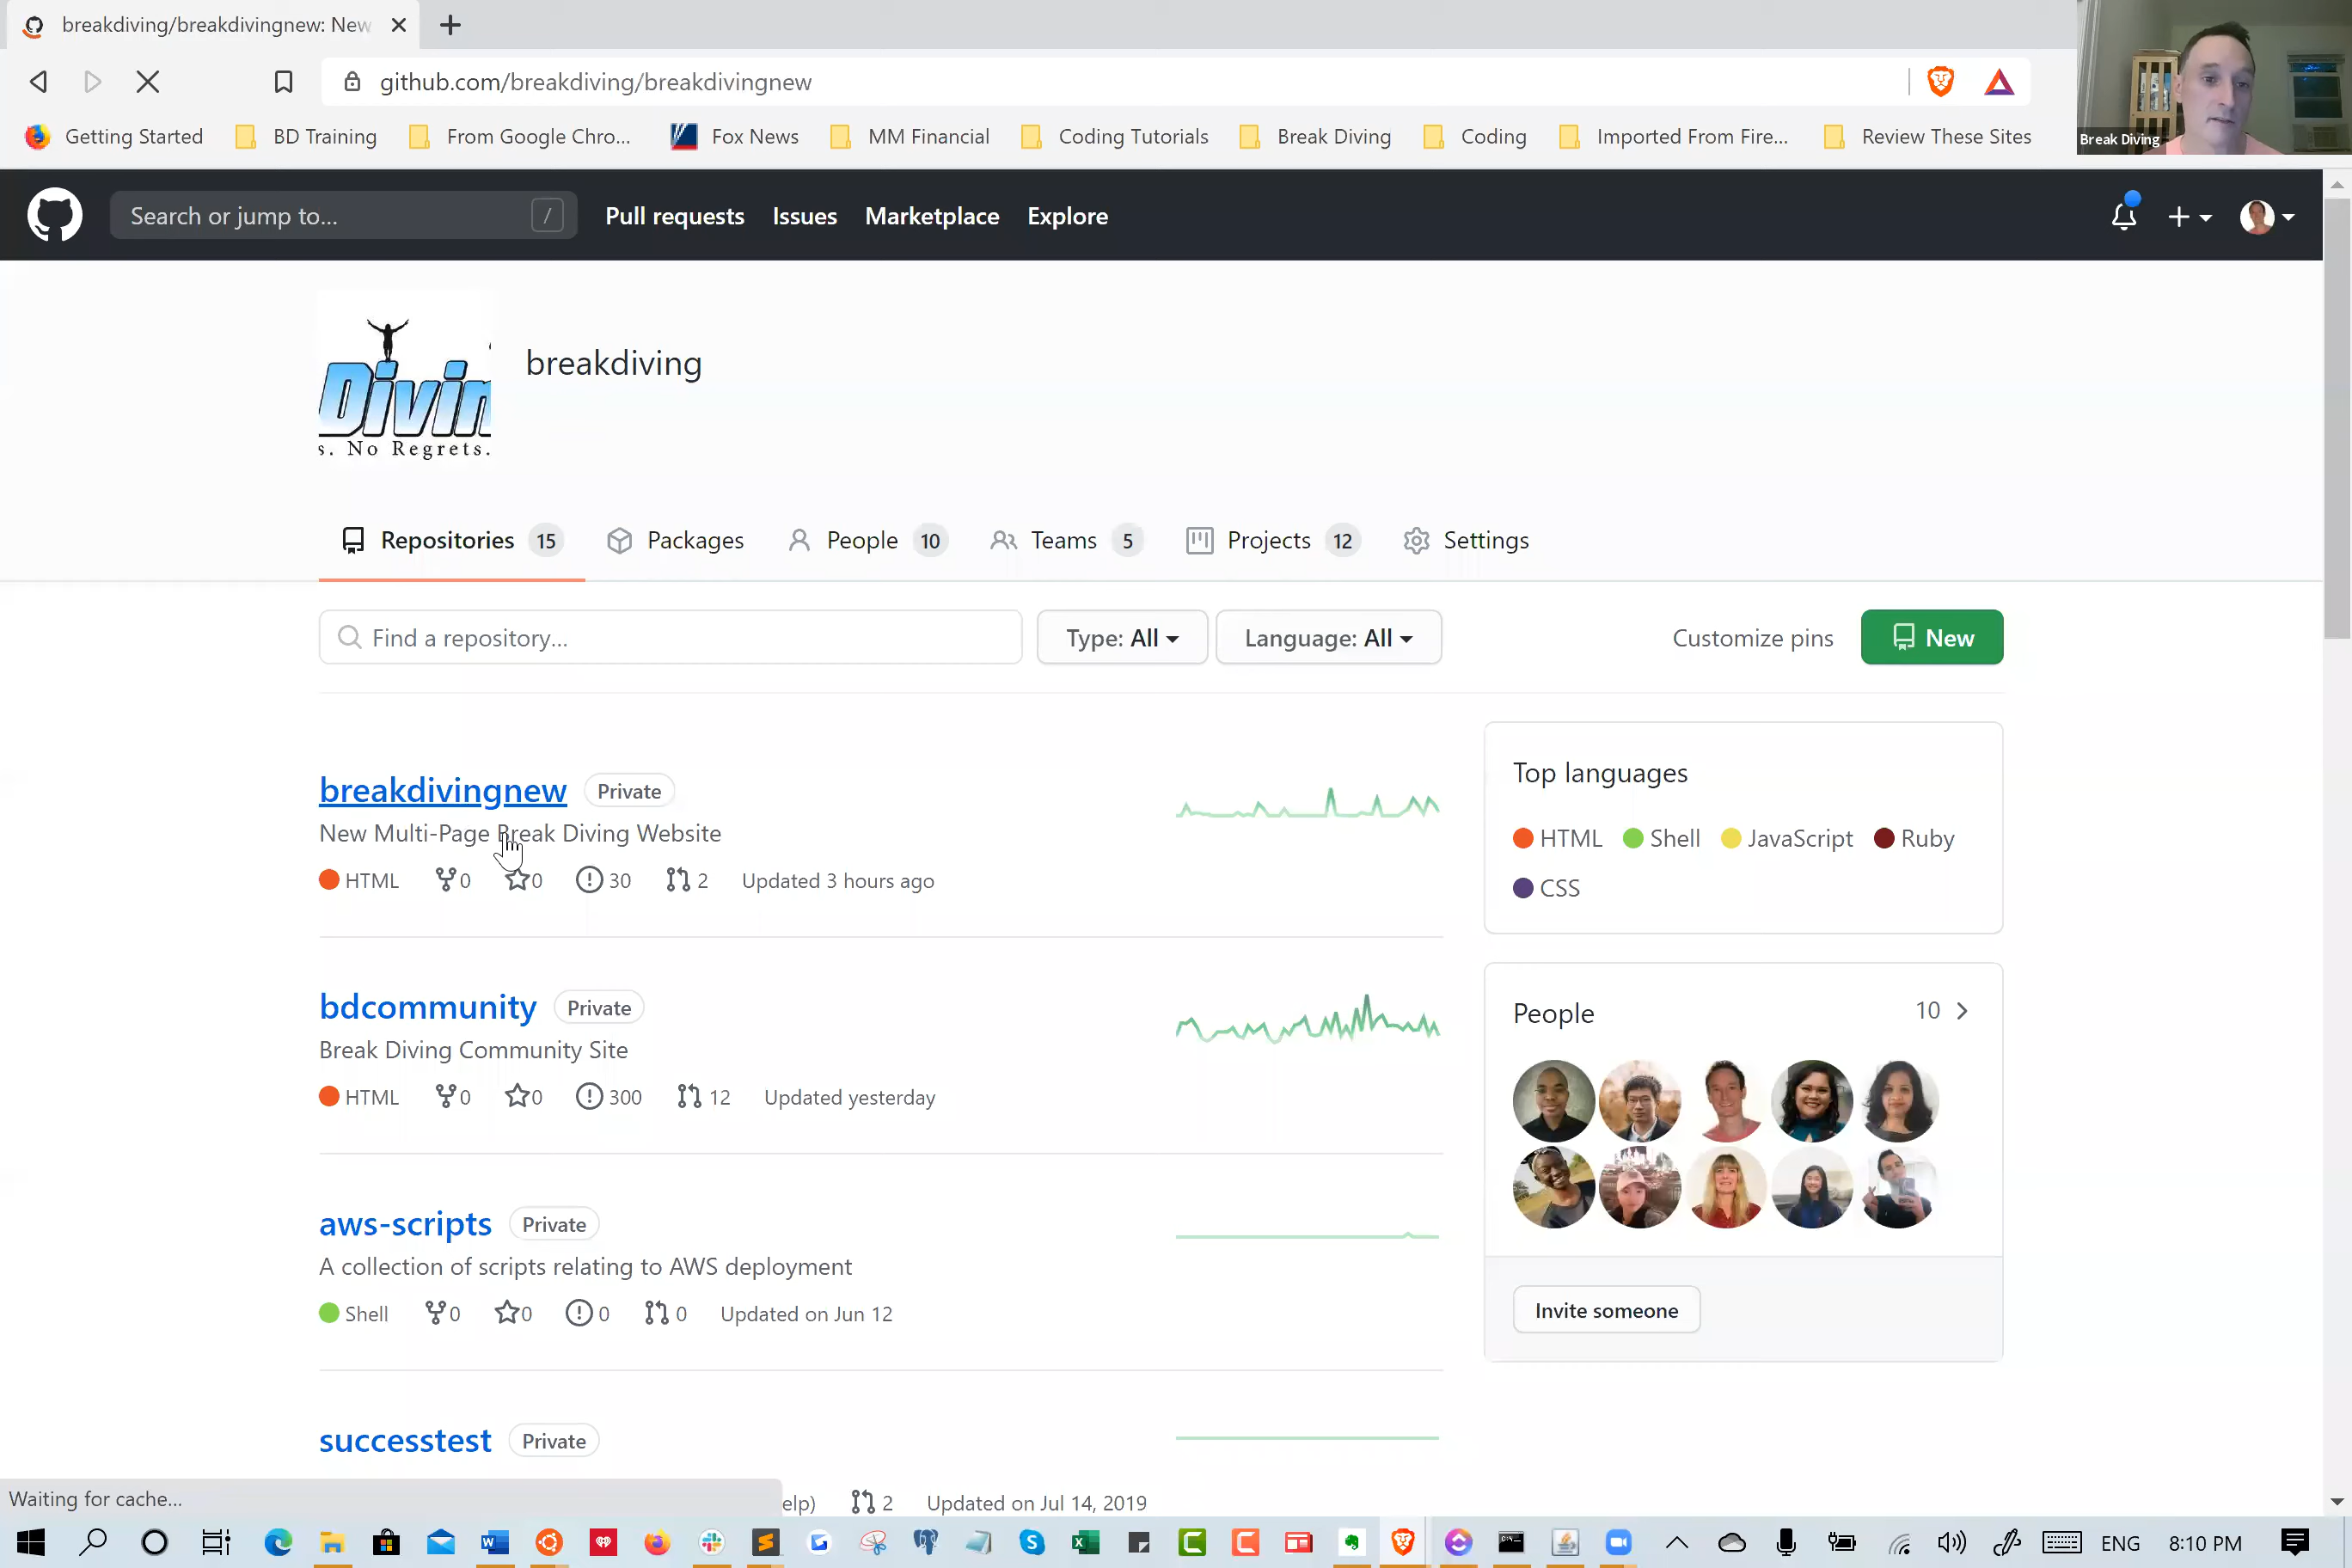 breakdiving/breakdivingnew: New
github.com/breakdiving/breakdivingnew
Getting Started BD Training From Google Chro... Fox News MM Financial Coding Tutorials Break Diving Coding Imported From Fire... Review These Sites
Break Diving
Search or jump to... / Pull requests Issues Marketplace Explore
Divin
s. No Regrets.
breakdiving
Repositories 15 Packages People 10 Teams 5 Projects 12 Settings
Find a repository... Type: All Language: All Customize pins New
breakdivingnew Private
New Multi-Page Break Diving Website
HTML 0 0 30 2 Updated 3 hours ago
Top languages
HTML Shell JavaScript Ruby
CSS
bdcommunity Private
Break Diving Community Site
HTML 0 0 300 12 Updated yesterday
People 10
aws-scripts Private
A collection of scripts relating to AWS deployment
Shell 0 0 0 0 Updated on Jun 12
Invite someone
successtest Private
Waiting for cache... elp) 2 Updated on Jul 14, 2019
ENG 8:10 PM